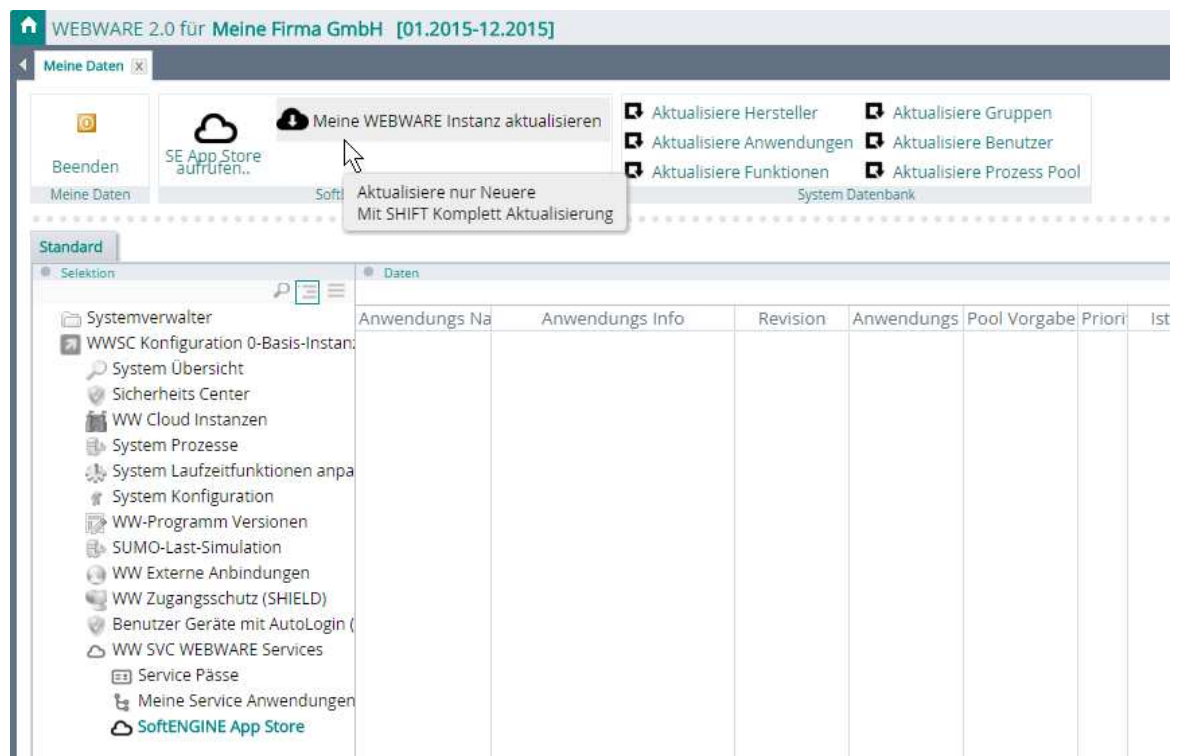 WEBWARE 2.0 für Meine Firma GmbH [01.2015-12.2015]
Meine Daten x
Beenden
Meine Daten
SE App Store
aufrufen..
Meine WEBWARE Instanz aktualisieren
Aktualisiere Hersteller
Aktualisiere Anwendungen
Aktualisiere Funktionen
Aktualisiere Gruppen
Aktualisiere Benutzer
Aktualisiere Prozess Pool
System Datenbank
Aktualisiere nur Neuere
Mit SHIFT Komplett Aktualisierung
Standard
Selektion
Daten
Anwendungs Na Anwendungs Info Revision Anwendungs Pool Vorgabe Priori Ist
Systemverwalter
WWSC Konfiguration 0-Basis-Instan
System Übersicht
Sicherheits Center
WW Cloud Instanzen
System Prozesse
System Laufzeitfunktionen anpa
System Konfiguration
WW-Programm Versionen
SUMO-Last-Simulation
WW Externe Anbindungen
WW Zugangsschutz (SHIELD)
Benutzer Geräte mit AutoLogin (
WW SVC WEBWARE Services
Service Pässe
Meine Service Anwendungen
SoftENGINE App Store